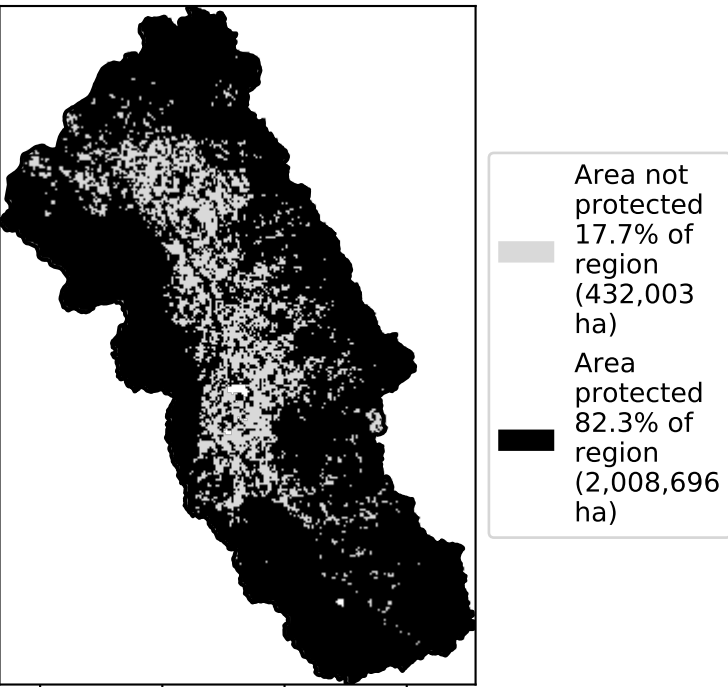 Area not
protected
17.7% of
region
(432,003
ha)
Area
protected
82.3% of
region
(2,008,696
ha)